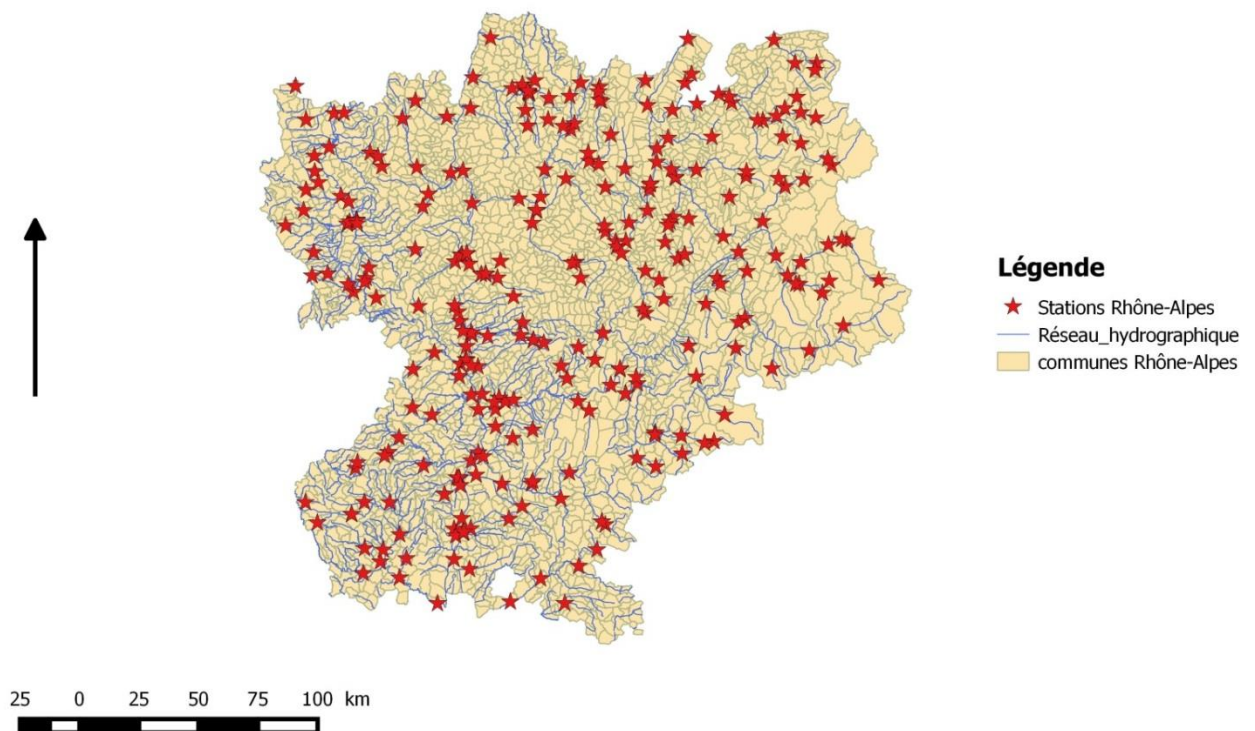 Légende
Stations Rhône-Alpes
Réseau_hydrographique
communes Rhône-Alpes
25 0 25 50 75 100 km